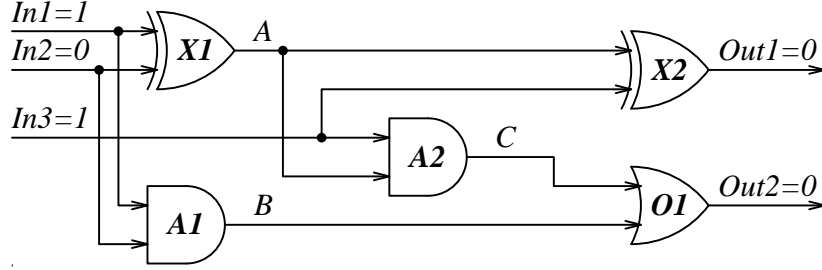 In1=1
A
X1
In2=0
X2
Out1=0
In3=1
A2
C
A1
B
O1
Out2=0